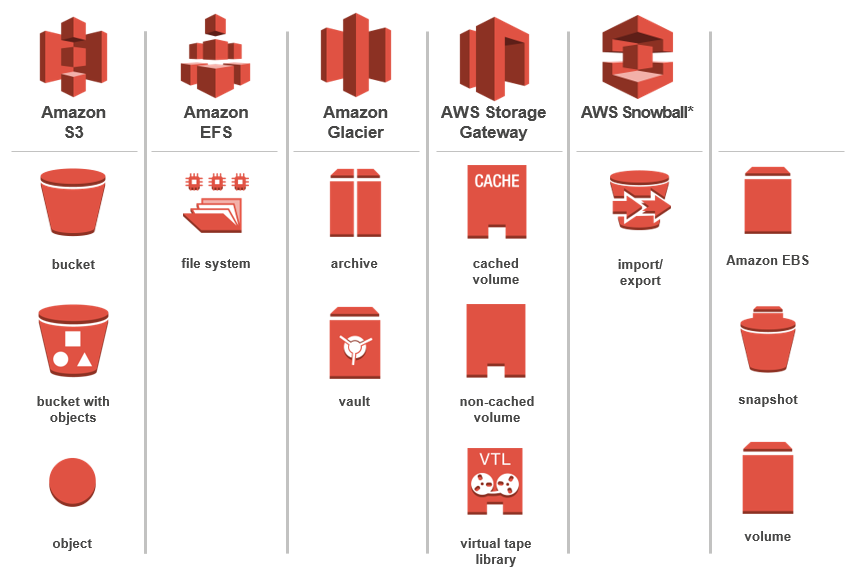 Amazon
S3
Amazon
EFS
Amazon
Glacier
AWS Storage
Gateway
AWS Snowball*
bucket
file system
archive
CACHE
cached
volume
import/
export
Amazon EBS
bucket with
objects
vault
non-cached
volume
snapshot
object
VTL
virtual tape
library
volume